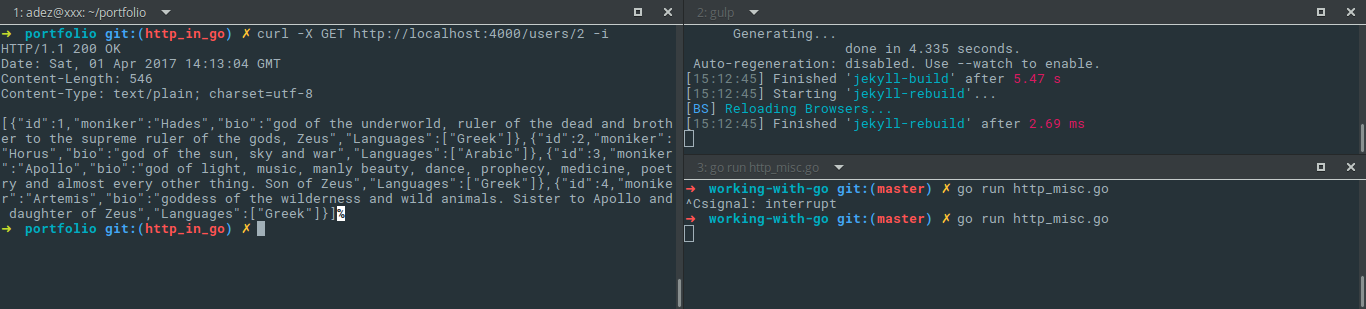 1: adez@xxx: ~/portfolio
➜  portfolio git:(http_in_go) ✗ curl -X GET http://localhost:4000/users/2 -i
HTTP/1.1 200 OK
Date: Sat, 01 Apr 2017 14:13:04 GMT
Content-Length: 546
Content-Type: text/plain; charset=utf-8
[{"id":1,"moniker":"Hades","bio":"god of the underworld, ruler of the dead and broth
er to the supreme ruler of the gods, Zeus","Languages":["Greek"]},{"id":2,"moniker":
"Horus","bio":"god of the sun, sky and war","Languages":["Arabic"]},{"id":3,"moniker
":"Apollo","bio":"god of light, music, manly beauty, dance, prophecy, medicine, poet
ry and almost every other thing. Son of Zeus","Languages":["Greek"]},{"id":4,"monike
r":"Artemis","bio":"goddess of the wilderness and wild animals. Sister to Apollo and
 daughter of Zeus","Languages":["Greek"]}]%
➜  portfolio git:(http_in_go) ✗
2: gulp
Generating...
done in 4.335 seconds.
Auto-regeneration: disabled. Use --watch to enable.
[15:12:45] Finished 'jekyll-build' after 5.47 s
[15:12:45] Starting 'jekyll-rebuild'...
[BS] Reloading Browsers...
[15:12:45] Finished 'jekyll-rebuild' after 2.69 ms
3: go run http_misc.go
➜  working-with-go git:(master) ✗ go run http_misc.go
^Csignal: interrupt
➜  working-with-go git:(master) ✗ go run http_misc.go